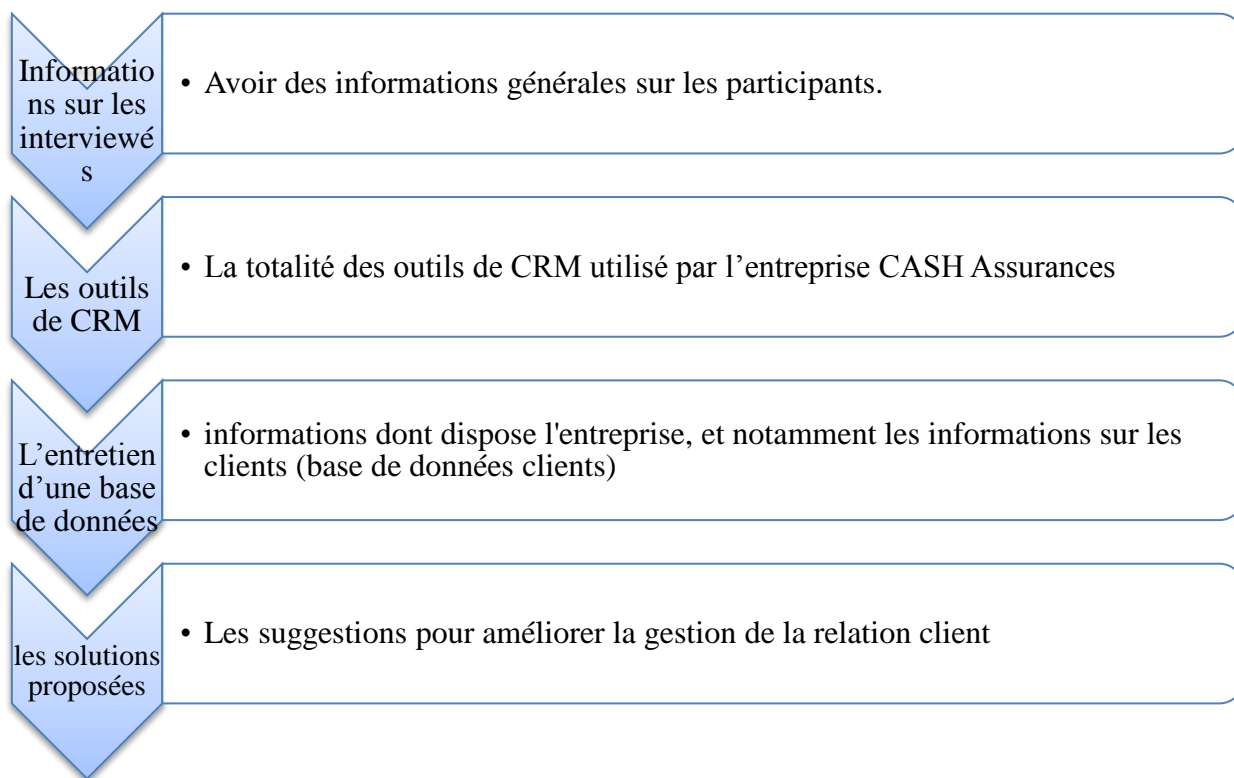 Informatio
ns sur les
interviewé
s
• Avoir des informations générales sur les participants.
Les outils
de CRM
• La totalité des outils de CRM utilisé par l’entreprise CASH Assurances
L’entretien
d’une base
de données
• informations dont dispose l'entreprise, et notamment les informations sur les
clients (base de données clients)
les solutions
proposées
• Les suggestions pour améliorer la gestion de la relation client